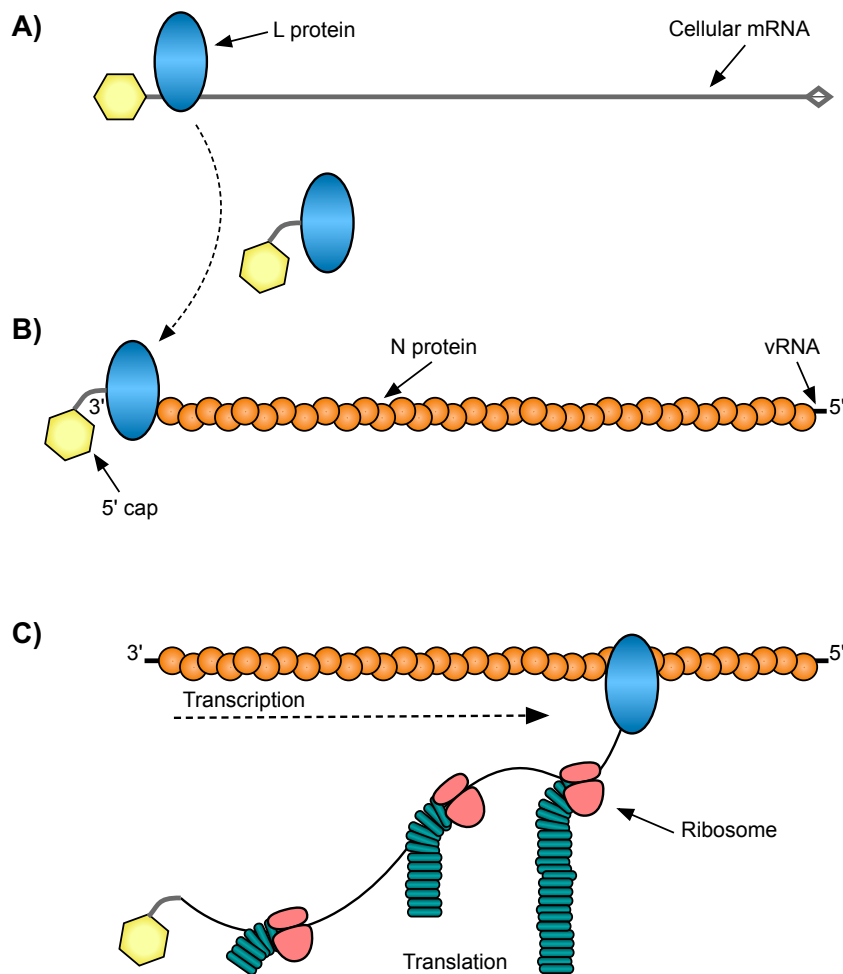 A)
L protein
Cellular mRNA
B)
N protein
vRNA
3'
5'
5' cap
C)
3'
5'
Transcription
Ribosome
Translation